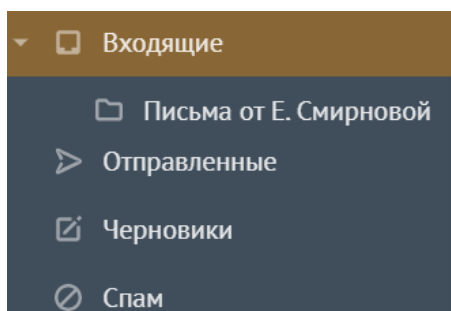 Входящие
Письма от Е. Смирновой
Отправленные
Черновики
Спам